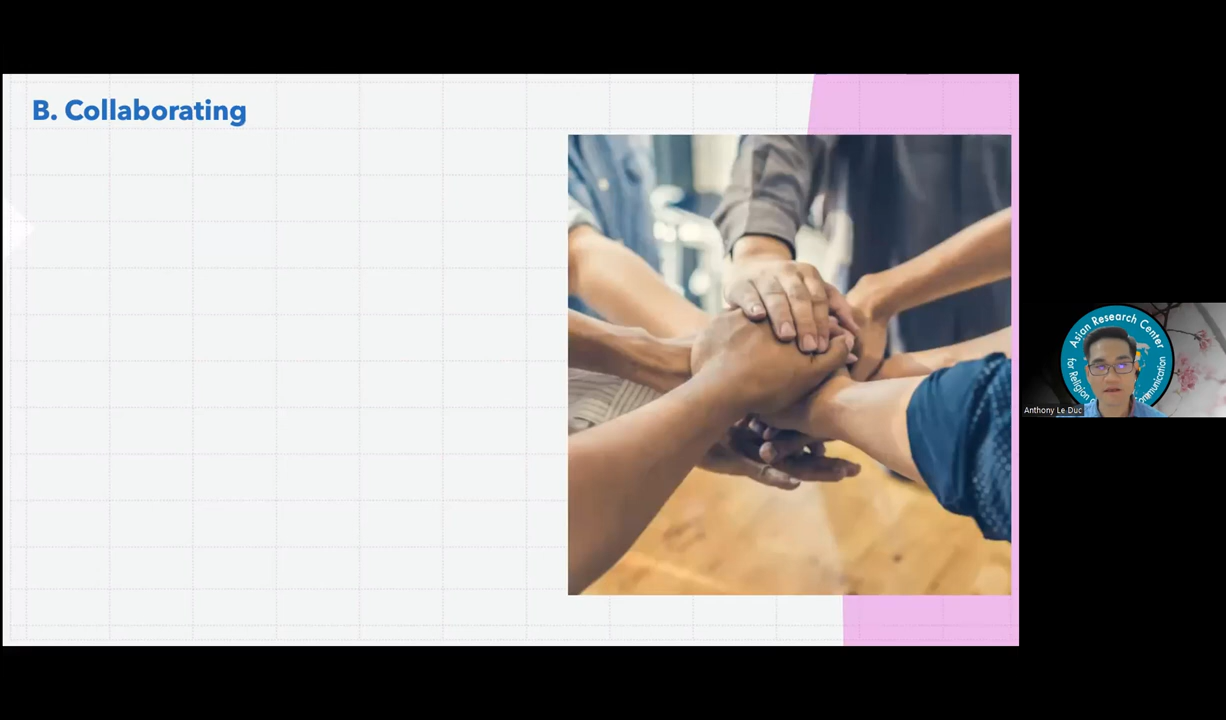 B. Collaborating
Asian Research Center
for Religion
Communication
Anthony Le Duc